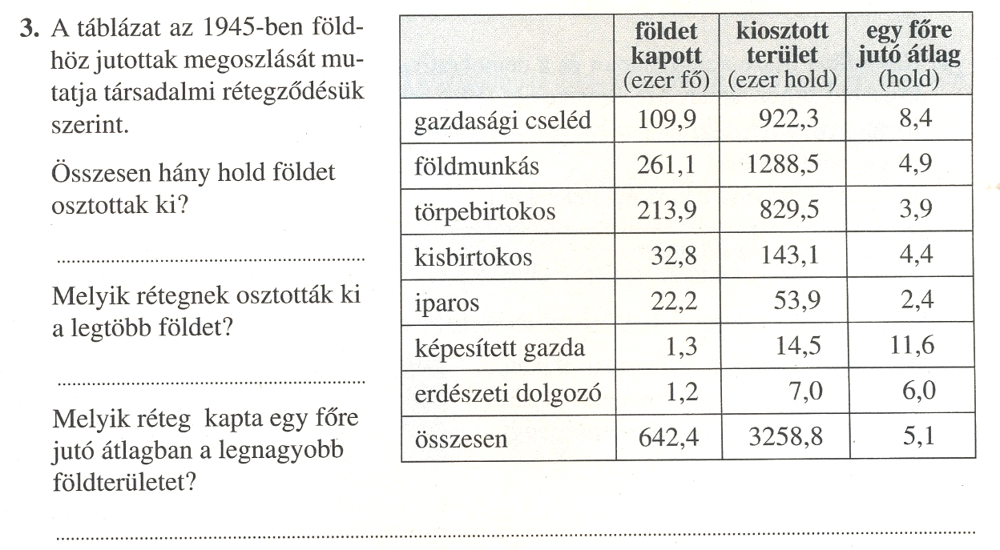 3. A táblázat az 1945-ben föld-
höz jutottak megoszlását mu-
tatja társadalmi rétegződésük
szerint.
Összesen hány hold földet
osztottak ki?
Melyik rétegnek osztották ki
a legtöbb földet?
Melyik réteg kapta egy főre
jutó átlagban a legnagyobb
földterületet?
földet kapott (ezer fő) kiosztott terület (ezer hold) egy főre jutó átlag (hold)
gazdasági cseléd 109,9 922,3 8,4
földmunkás 261,1 1288,5 4,9
törpebirtokos 213,9 829,5 3,9
kisbirtokos 32,8 143,1 4,4
iparos 22,2 53,9 2,4
képesített gazda 1,3 14,5 11,6
erdészeti dolgozó 1,2 7,0 6,0
összesen 642,4 3258,8 5,1